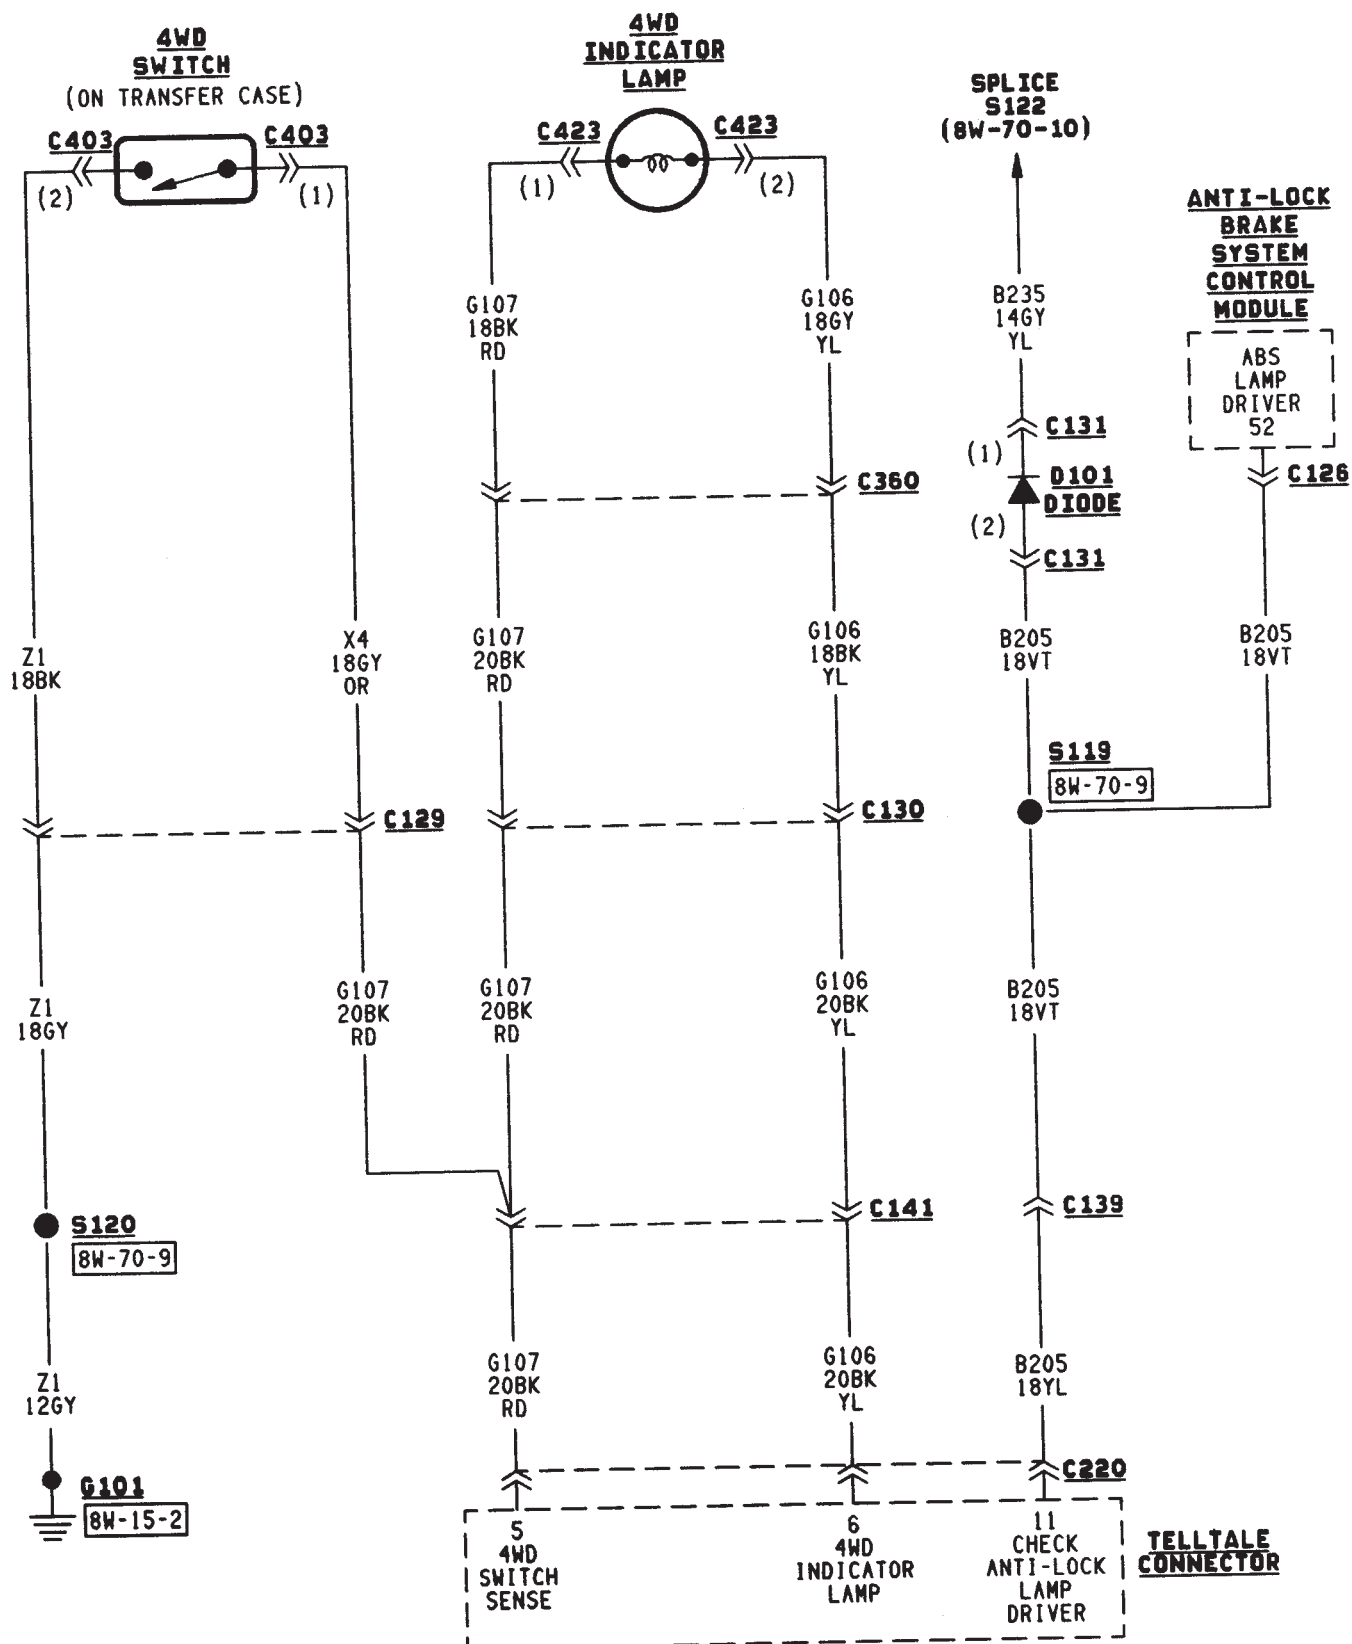 4WD
SWITCH
(ON TRANSFER CASE)
C403
C403
(2)
(1)
4WD
INDICATOR
LAMP
C423
C423
(1)
(2)
SPLICE
S122
(8W-70-10)
ANTI-LOCK
BRAKE
SYSTEM
CONTROL
MODULE
ABS
LAMP
DRIVER
52
C126
G107
18BK
RD
G106
18GY
YL
B235
14GY
YL
C131
(1)
D101
DIODE
(2)
C131
C360
Z1
18BK
X4
18GY
OR
G107
20BK
RD
G106
18BK
YL
B205
18VT
B205
18VT
S119
8W-70-9
C129
C130
Z1
18GY
G107
20BK
RD
G107
20BK
RD
G106
20BK
YL
B205
18VT
S120
8W-70-9
C141
C139
Z1
12GY
G107
20BK
RD
G106
20BK
YL
B205
18YL
G101
8W-15-2
C220
5
4WD
SWITCH
SENSE
6
4WD
INDICATOR
LAMP
11
CHECK
ANTI-LOCK
LAMP
DRIVER
TELLTALE
CONNECTOR